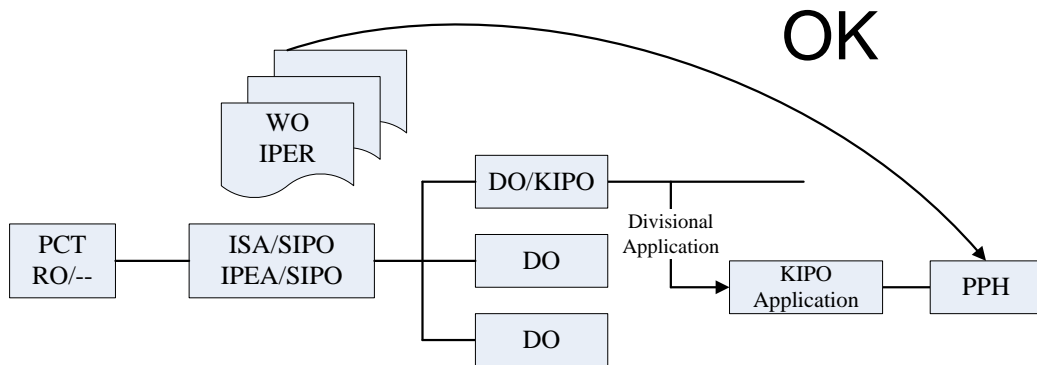 OK
WO
IPER
DO/KIPO
Divisional
Application
PCT
RO/--
ISA/SIPO
IPEA/SIPO
DO
KIPO
Application
PPH
DO